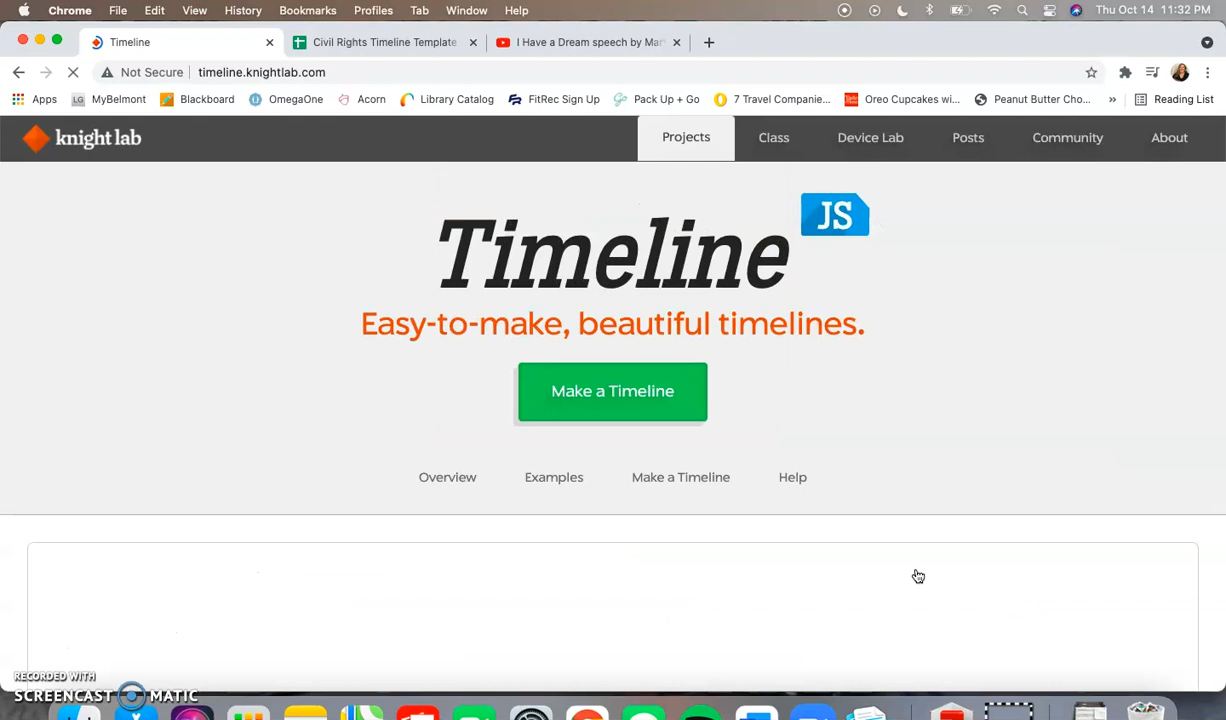 Chrome File Edit View History Bookmarks Profiles Tab Window Help Thu Oct 14 11:32 PM
Timeline Civil Rights Timeline Template I Have a Dream speech by Mar
Not Secure timeline.knightlab.com
Apps LG MyBelmont Blackboard OmegaOne Acorn Library Catalog FitRec Sign Up Pack Up + Go 7 Travel Companie... Oreo Cupcakes wi... Peanut Butter Cho... » Reading List
knight lab Projects Class Device Lab Posts Community About
Timeline JS
Easy-to-make, beautiful timelines.
Make a Timeline
Overview Examples Make a Timeline Help
RECORDED WITH
SCREENCAST MATIC